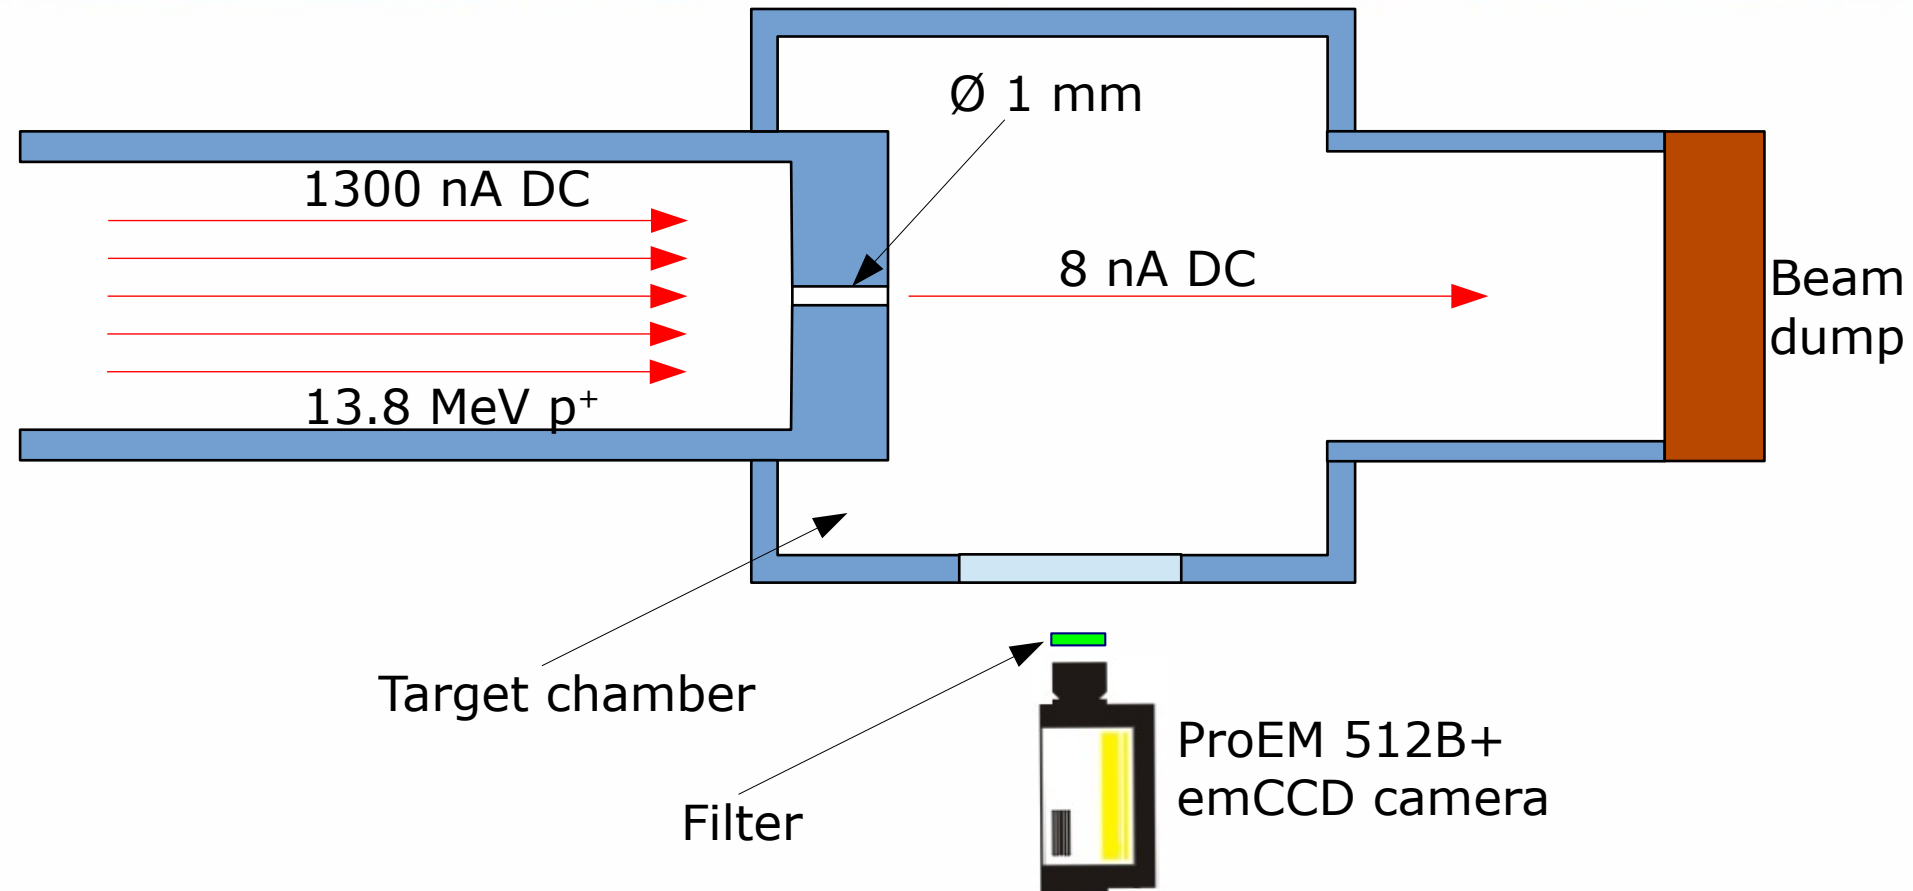 Ø 1 mm
1300 nA DC
8 nA DC
13.8 MeV p⁺
Beam
dump
Target chamber
Filter
ProEM 512B+
emCCD camera